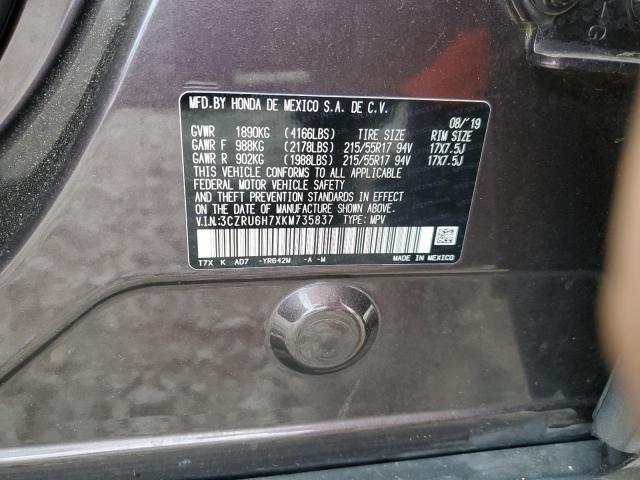 MFD.BY HONDA DE MEXICO S.A. DE C.V.
08/'19
GVWR 1890KG (4166LBS) TIRE SIZE RIM SIZE
GAWR F 988KG (2178LBS) 215/55R17 94V 17X7.5J
GAWR R 902KG (1988LBS) 215/55R17 94V 17X7.5J
THIS VEHICLE CONFORMS TO ALL APPLICABLE
FEDERAL MOTOR VEHICLE SAFETY
AND THEFT PREVENTION STANDARDS IN EFFECT
ON THE DATE OF MANUFACTURE SHOWN ABOVE.
V.I.N.:3CZRU6H7XKM735837 TYPE: MPV
T7X K AD7 -YR642M -A -M MADE IN MEXICO